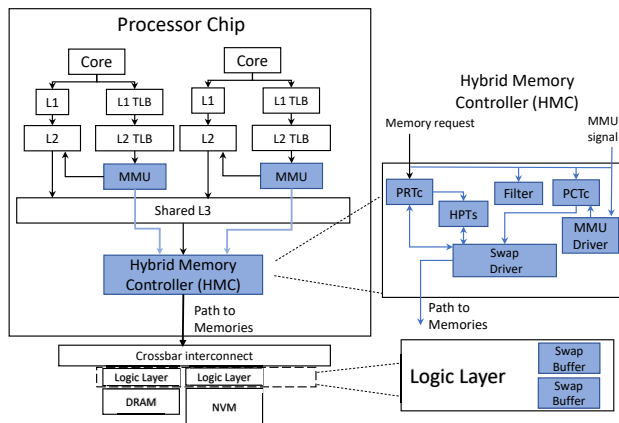 Processor Chip
Core
Core
L1
L1 TLB
L1
L1 TLB
L2
L2 TLB
L2
L2 TLB
MMU
MMU
Shared L3
Hybrid Memory
Controller (HMC)
Path to
Memories
Crossbar interconnect
Logic Layer
Logic Layer
DRAM
NVM
Hybrid Memory
Controller (HMC)
Memory request
MMU
signal
PRTc
Filter
PCTc
HPTs
MMU
Driver
Swap
Driver
Path to
Memories
Logic Layer
Swap
Buffer
Swap
Buffer